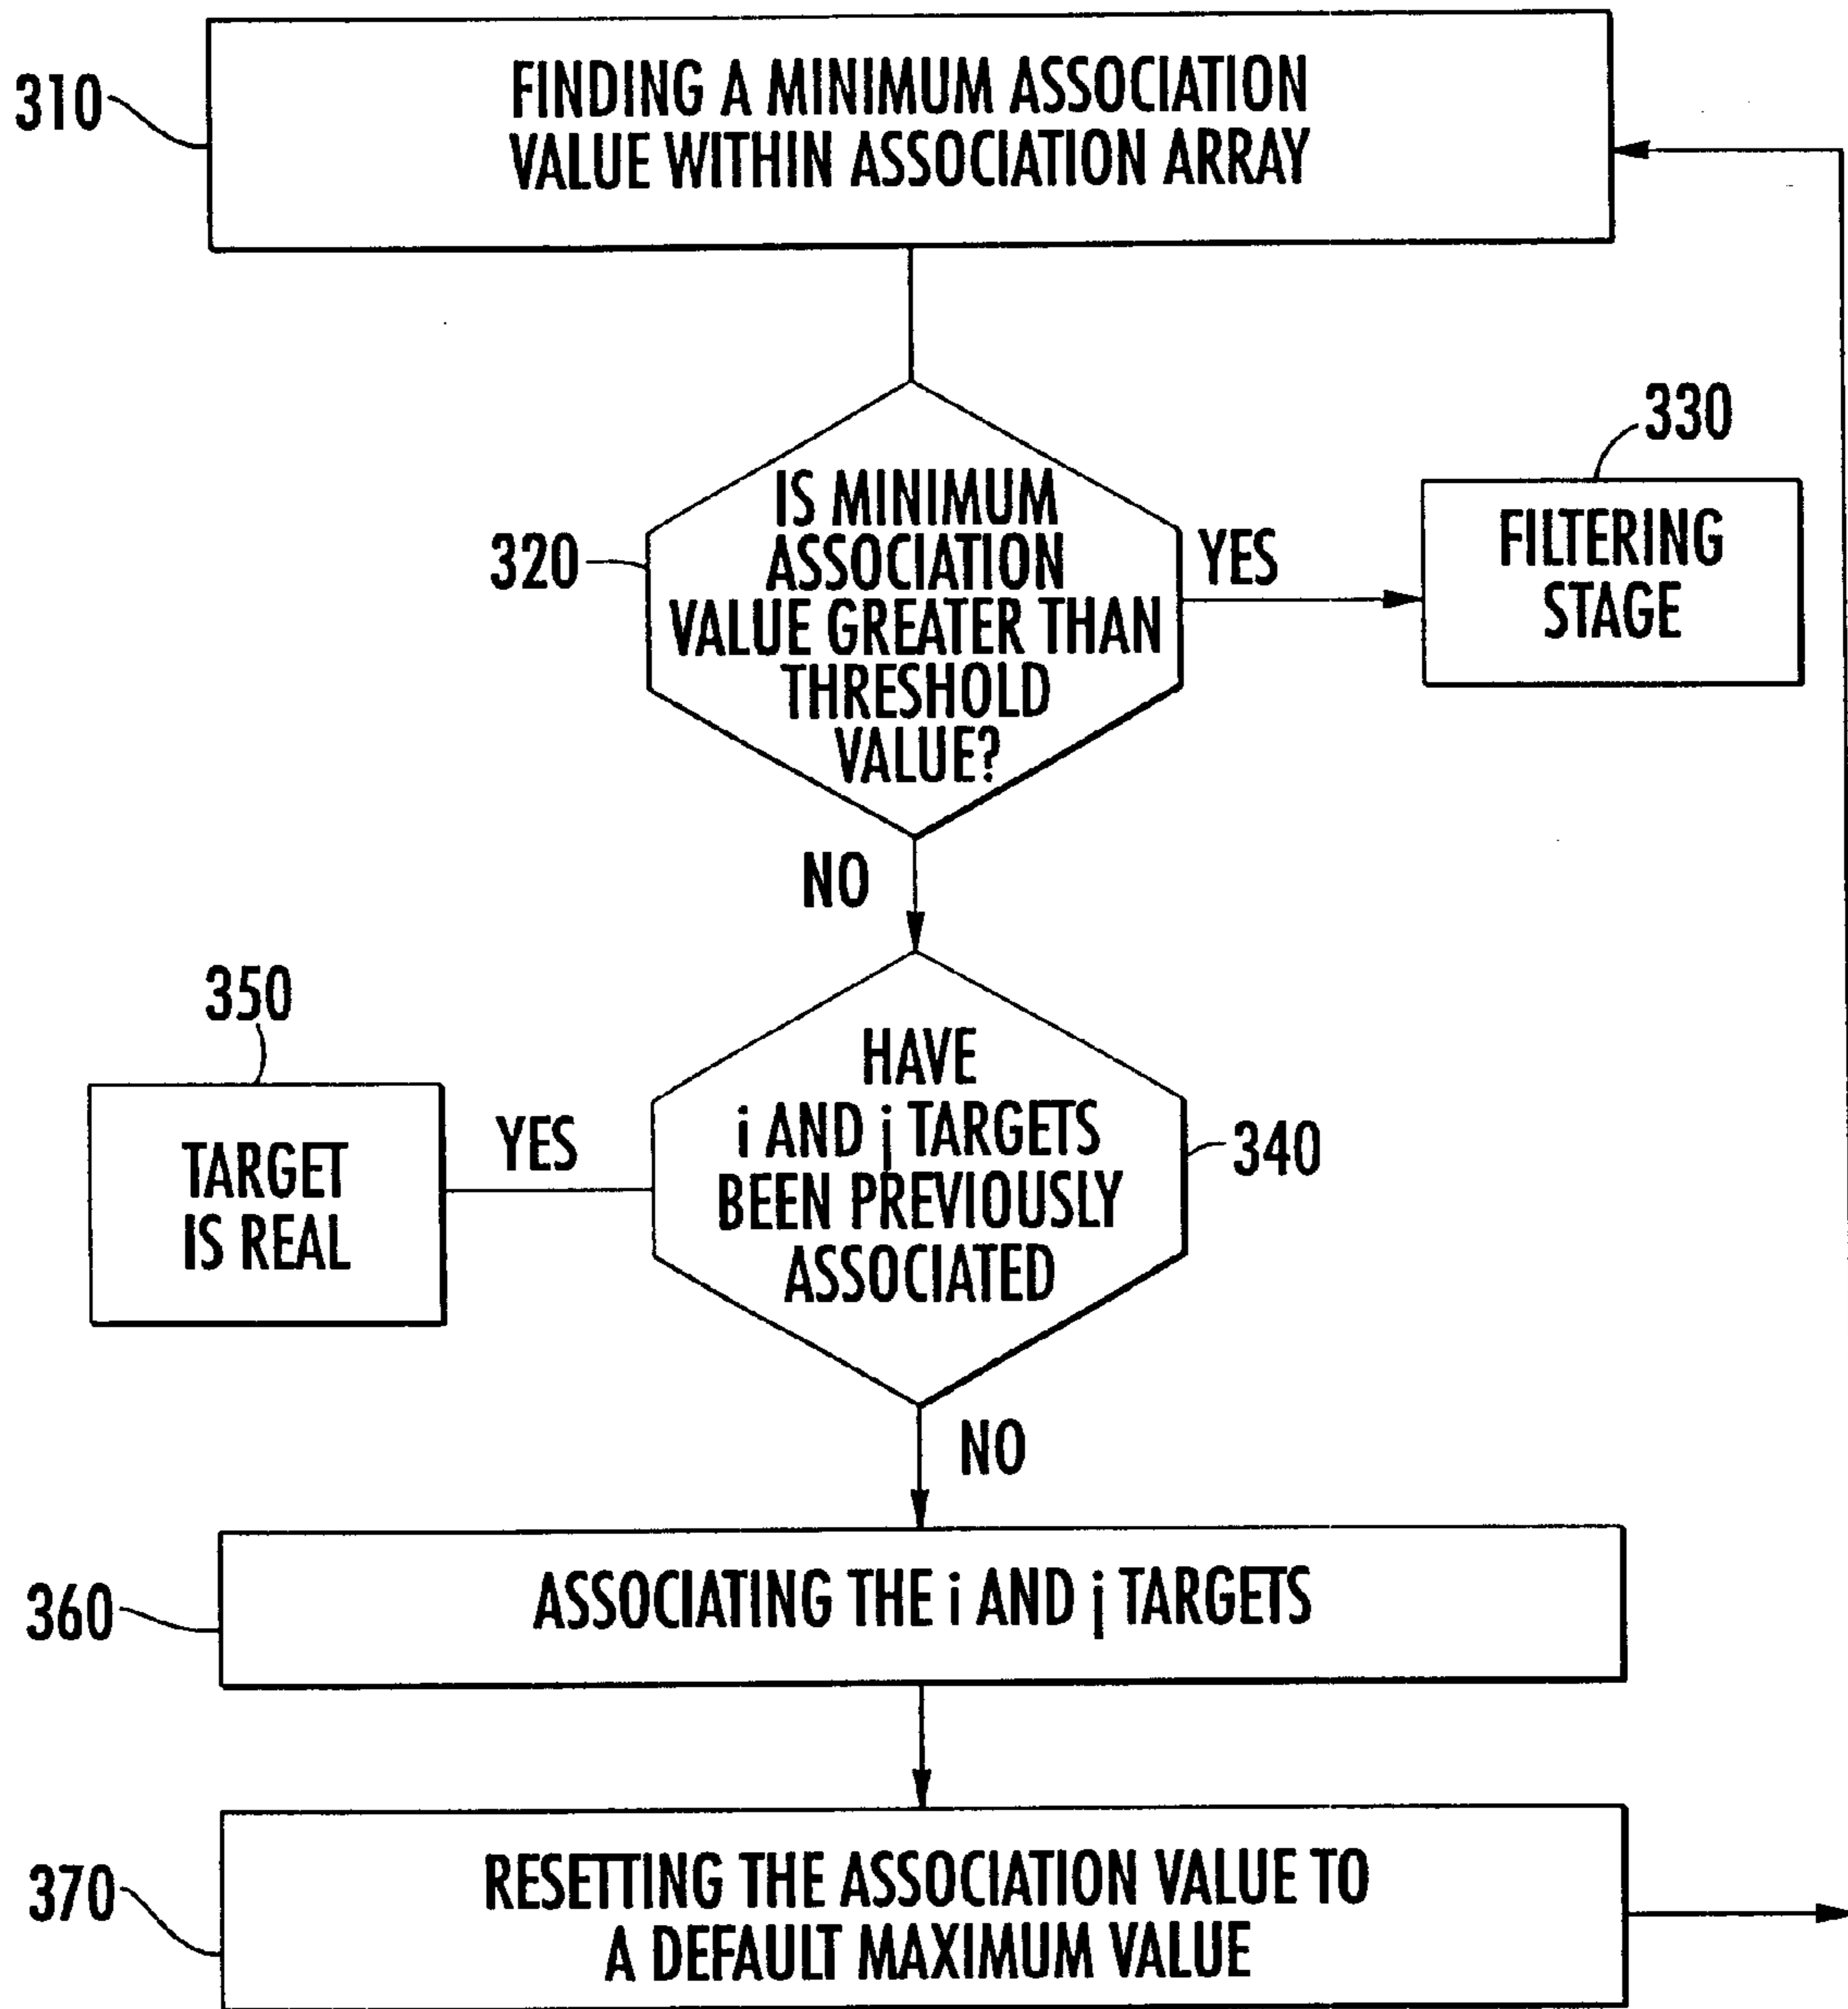 310
FINDING A MINIMUM ASSOCIATION
VALUE WITHIN ASSOCIATION ARRAY
320
IS MINIMUM
ASSOCIATION
VALUE GREATER THAN
THRESHOLD
VALUE?
YES
330
FILTERING
STAGE
NO
350
TARGET
IS REAL
YES
HAVE
i AND j TARGETS
BEEN PREVIOUSLY
ASSOCIATED
340
NO
360
ASSOCIATING THE i AND j TARGETS
370
RESETTING THE ASSOCIATION VALUE TO
A DEFAULT MAXIMUM VALUE